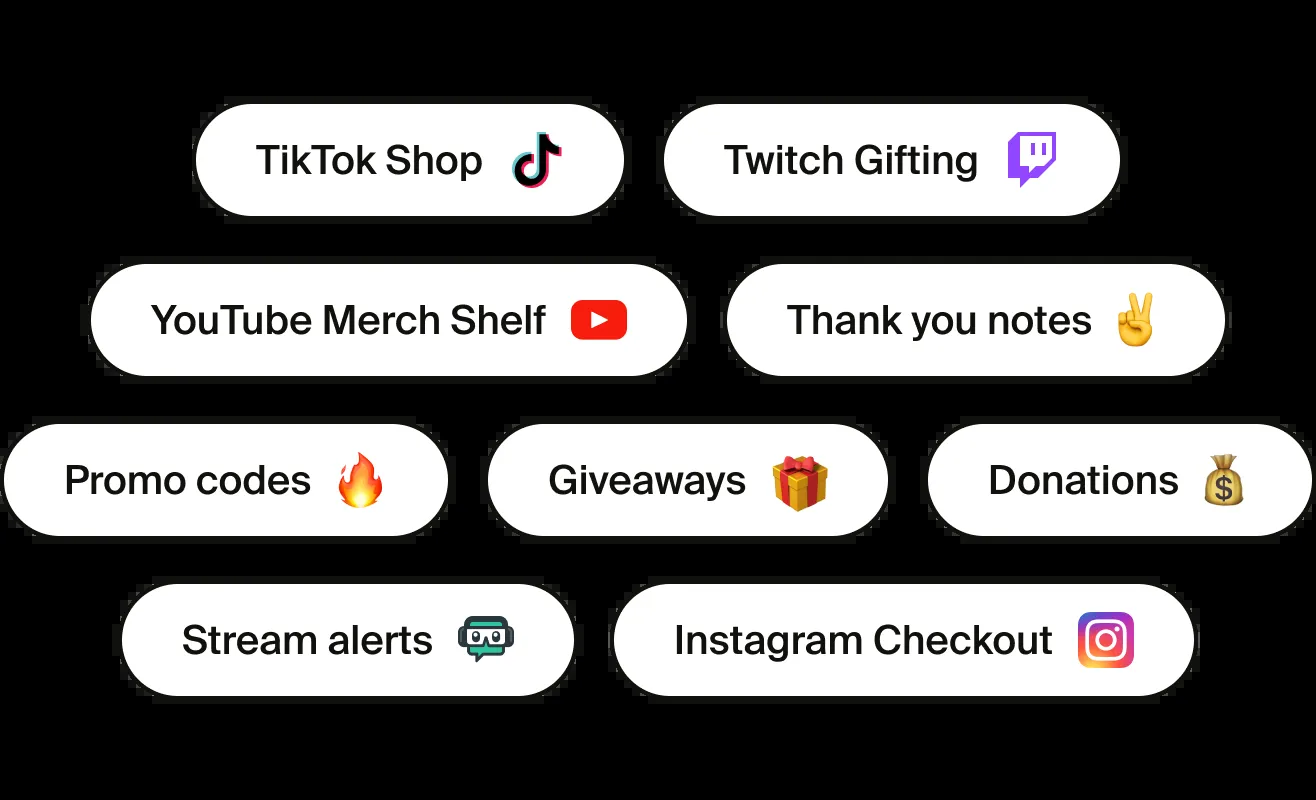 TikTok Shop
Twitch Gifting
YouTube Merch Shelf
Thank you notes
Promo codes
Giveaways
Donations
Stream alerts
Instagram Checkout